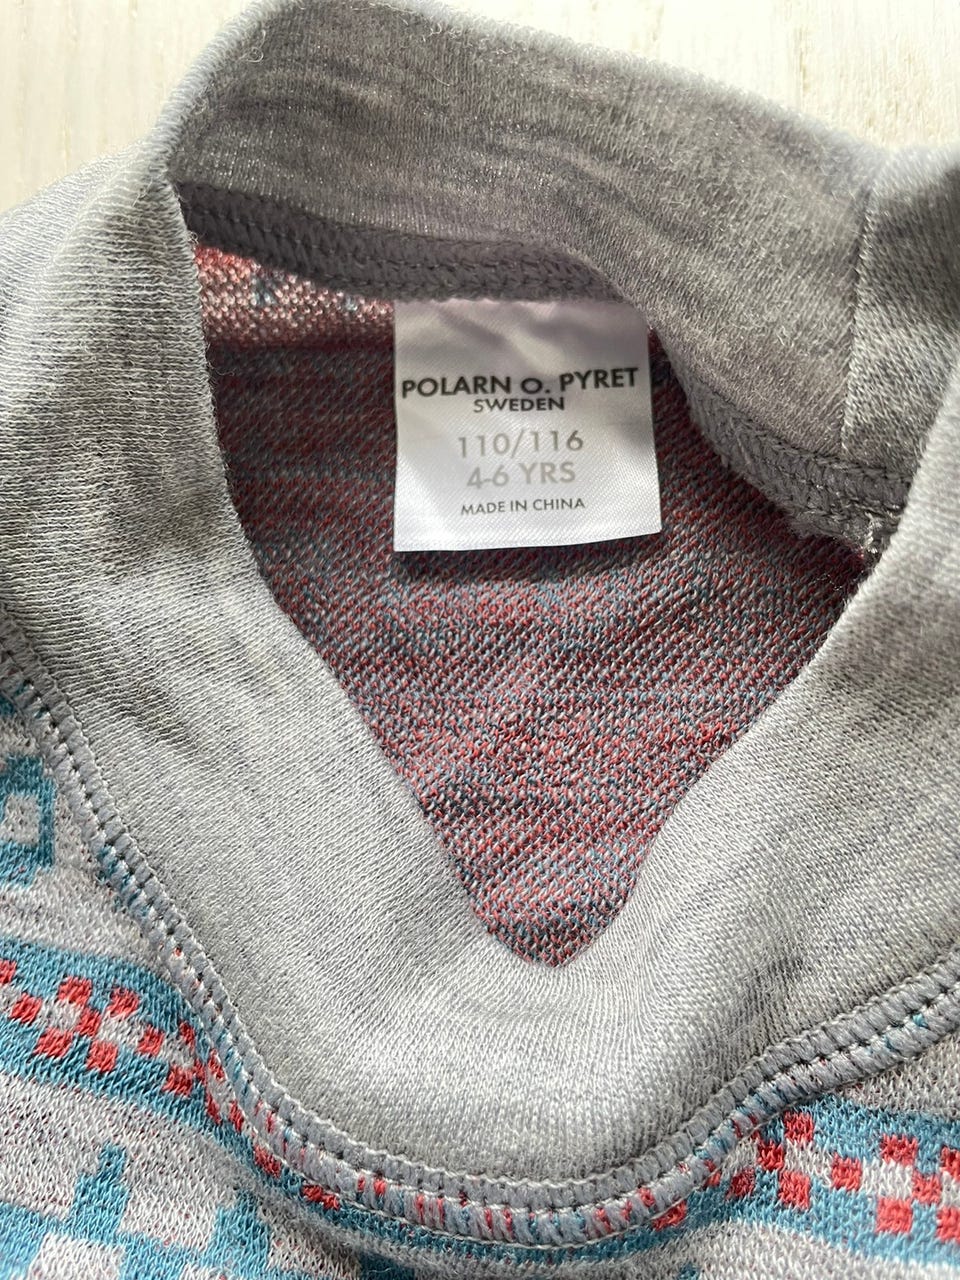 POLARN O. PYRET
SWEDEN
110/116
4-6 YRS
MADE IN CHINA